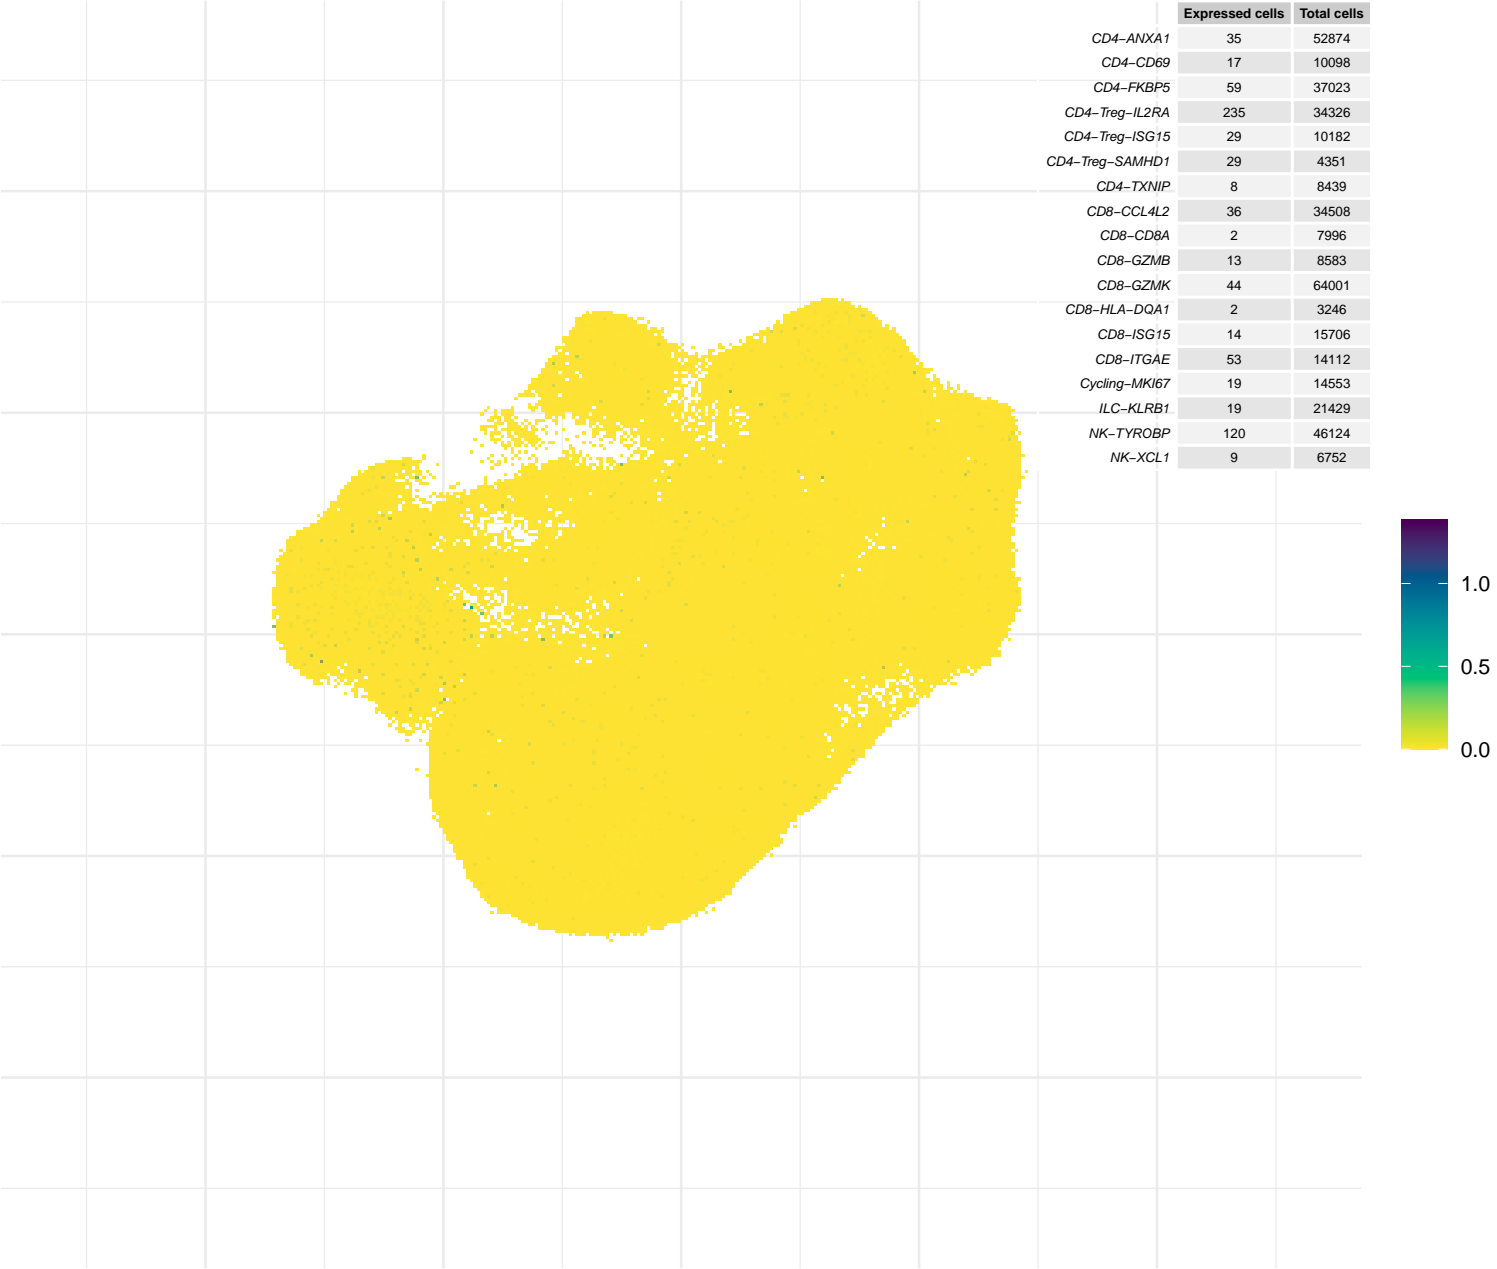 Expressed cells Total cells
CD4−ANXA1 35 52874
CD4−CD69 17 10098
CD4−FKBP5 59 37023
CD4−Treg−IL2RA 235 34326
CD4−Treg−ISG15 29 10182
CD4−Treg−SAMHD1 29 4351
CD4−TXNIP 8 8439
CD8−CCL4L2 36 34508
CD8−CD8A 2 7996
CD8−GZMB 13 8583
CD8−GZMK 44 64001
CD8−HLA−DQA1 2 3246
CD8−ISG15 14 15706
CD8−ITGAE 53 14112
Cycling−MKI67 19 14553
ILC−KLRB1 19 21429
NK−TYROBP 120 46124
NK−XCL1 9 6752
1.0
0.5
0.0